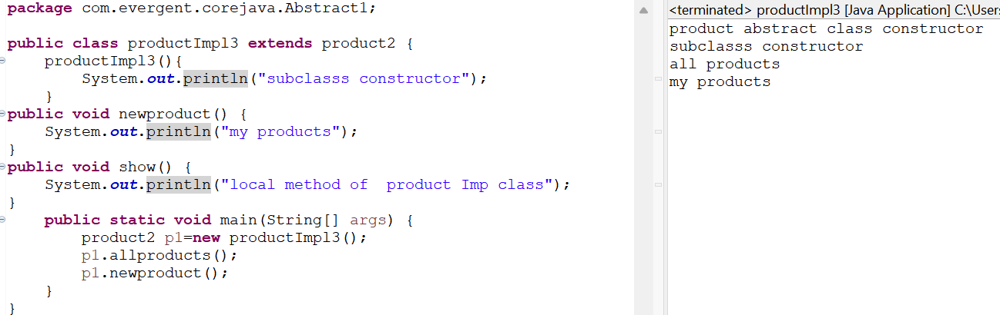 package com.evergent.corejava.Abstract1;
public class productImpl3 extends product2 {
productImpl3(){
System.out.println("subclasss constructor");
}
public void newproduct() {
System.out.println("my products");
}
public void show() {
System.out.println("local method of  product Imp class");
}
public static void main(String[] args) {
product2 p1=new productImpl3();
p1.allproducts();
p1.newproduct();
}
}
<terminated> productImpl3 [Java Application] C:\Users
product abstract class constructor
subclasss constructor
all products
my products